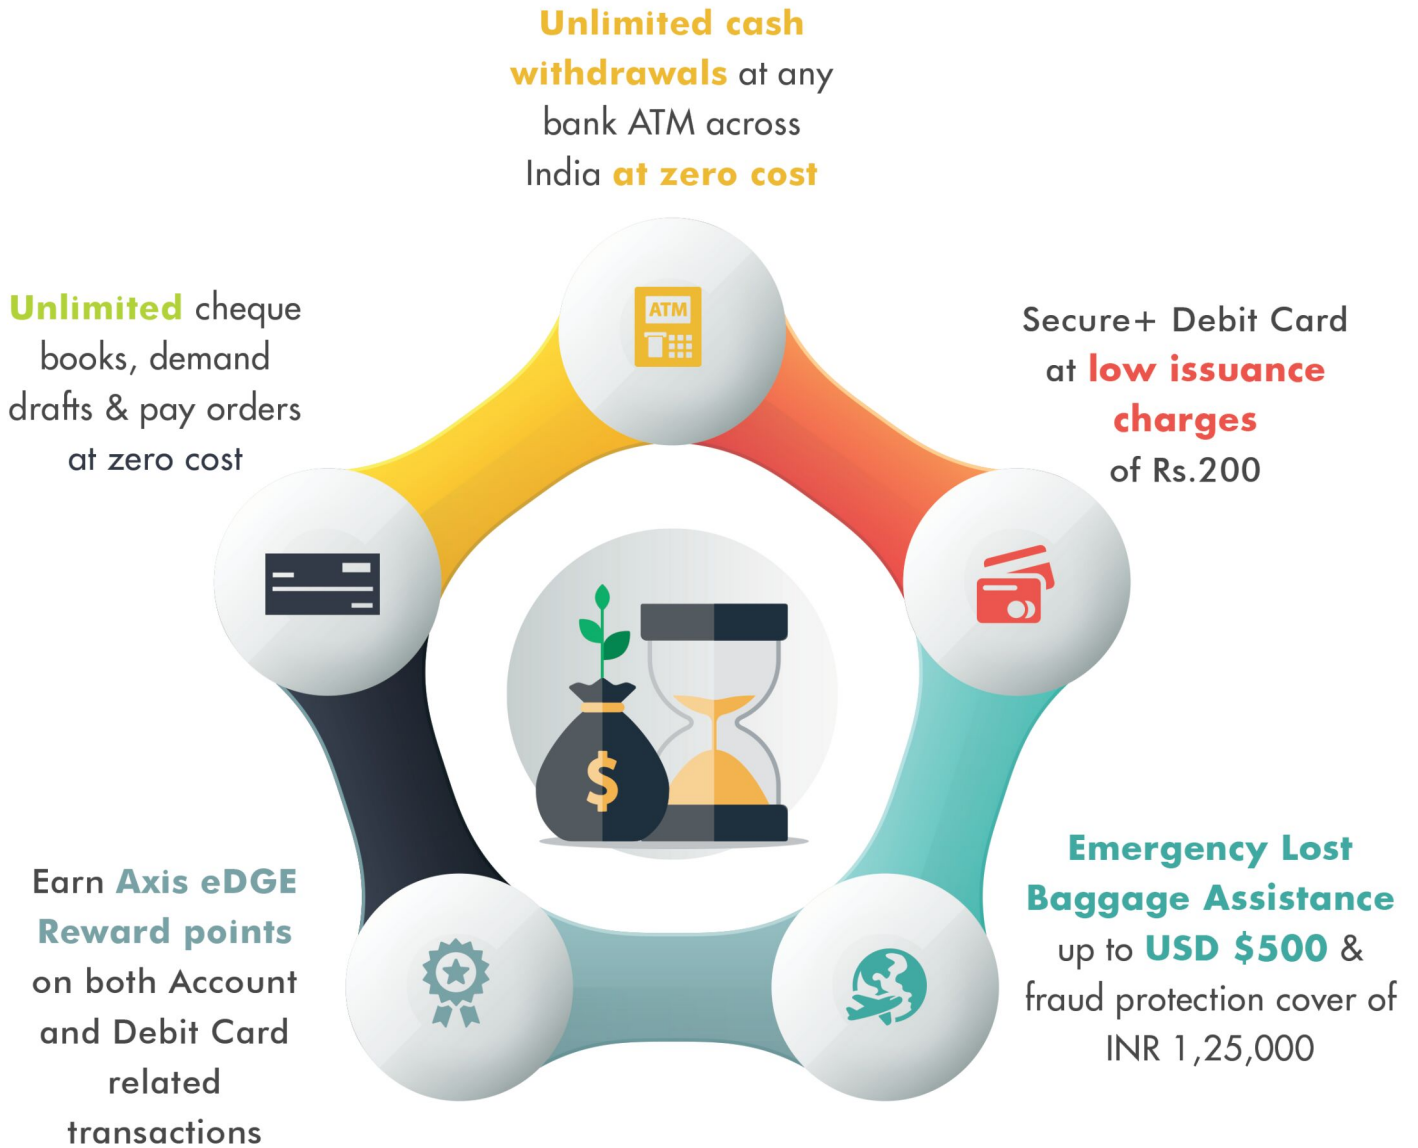 Unlimited cash
withdrawals at any
bank ATM across
India at zero cost
ATM
Unlimited cheque
books, demand
drafts & pay orders
at zero cost
Secure+ Debit Card
at low issuance
charges
of Rs.200
$
Earn Axis eDGE
Reward points
on both Account
and Debit Card
related
transactions
Emergency Lost
Baggage Assistance
up to USD $500 &
fraud protection cover of
INR 1,25,000